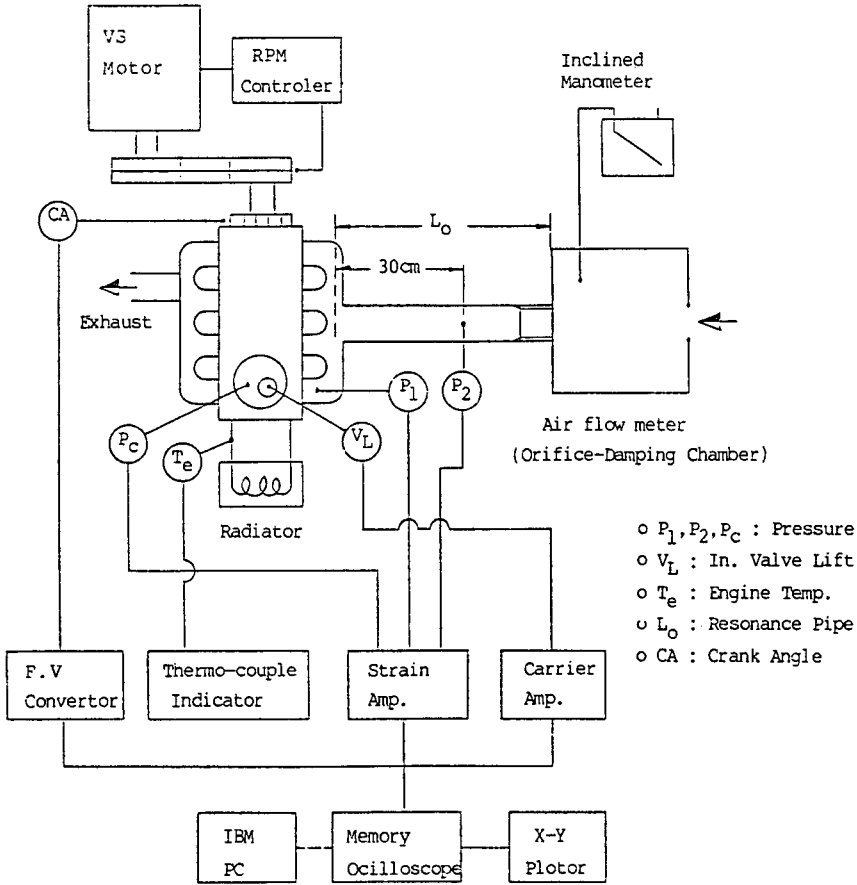 VS
Motor
RPM
Controler
Inclined
Manometer
CA
L₀
30cm
Exhaust
P₁
P₂
Pc
Te
VL
Air flow meter
(Orifice-Damping Chamber)
Radiator
o P₁,P₂,Pc : Pressure
o VL : In. Valve Lift
o Te : Engine Temp.
o Lo : Resonance Pipe
o CA : Crank Angle
F.V
Convertor
Thermo-couple
Indicator
Strain
Amp.
Carrier
Amp.
IBM
PC
Memory
Ocilloscope
X-Y
Plotor